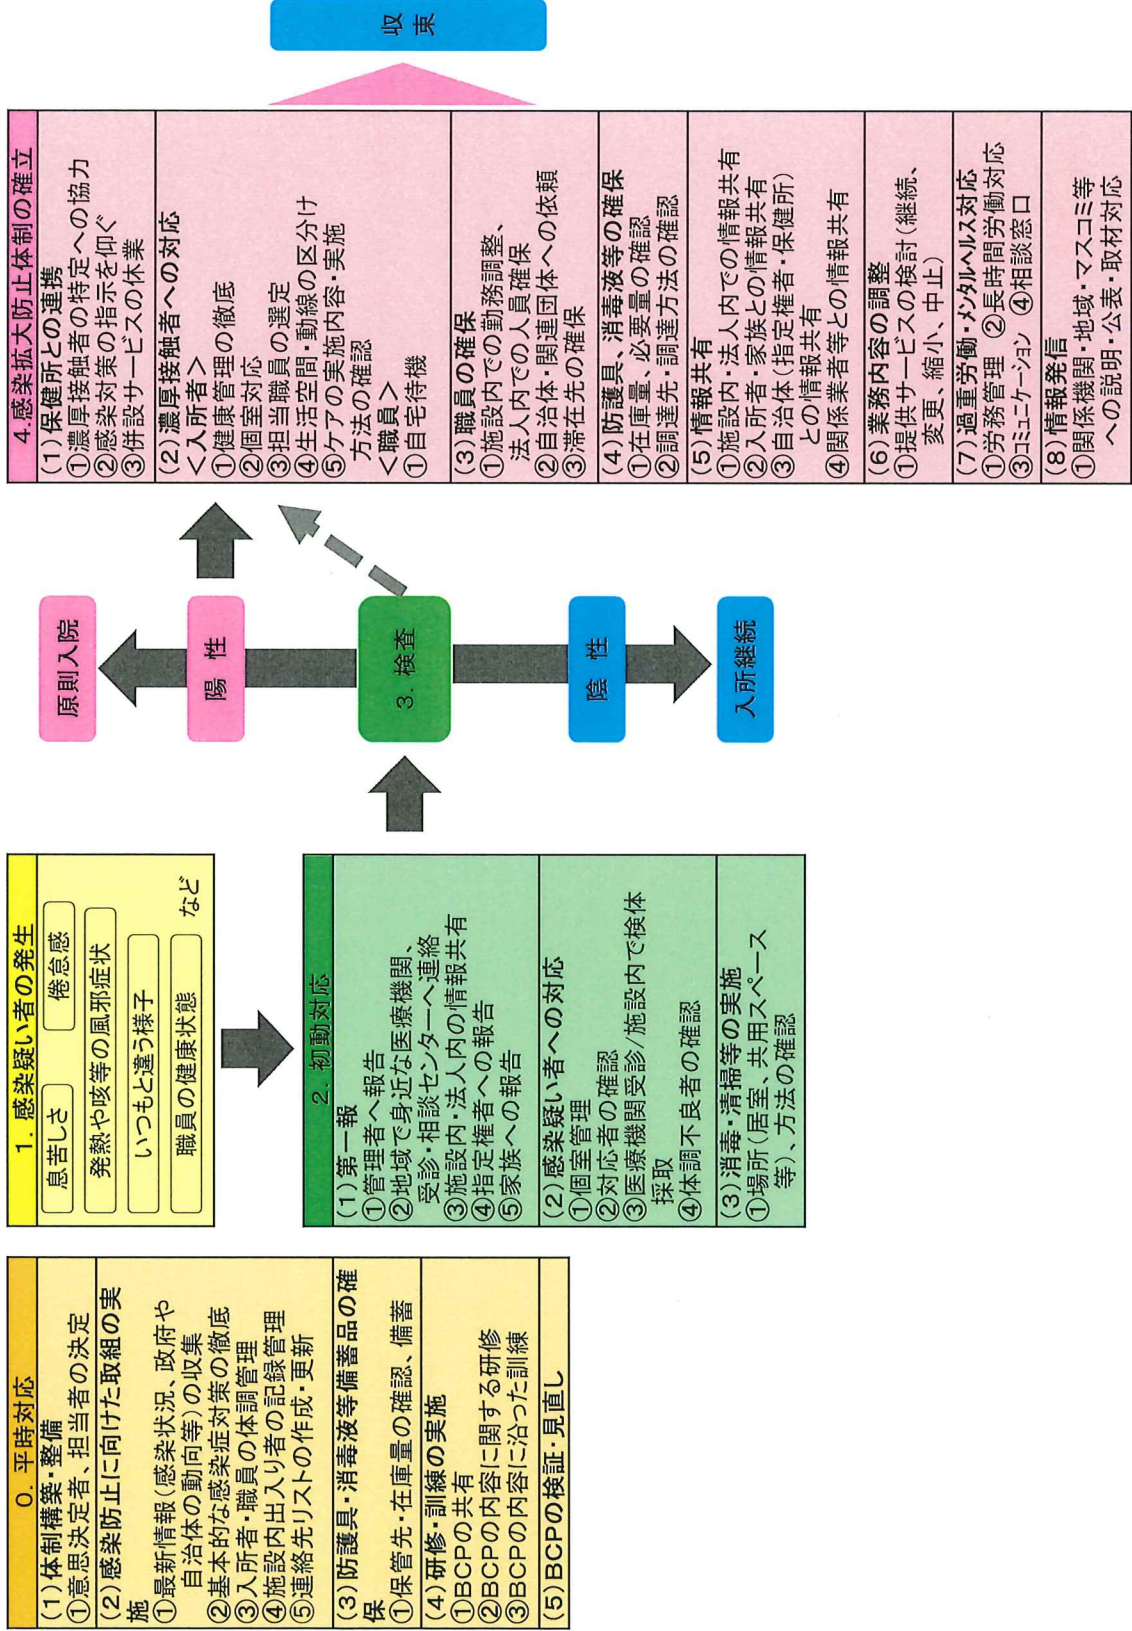 0. 平時対応
(1)体制構築・整備
①意思決定者、担当者の決定
(2)感染防止に向けた取組の実
施
①最新情報(感染状況、政府や
自治体の動向等)の収集
②基本的な感染症対策の徹底
③入所者・職員の体調管理
④施設内出入り者の記録管理
⑤連絡先リストの作成・更新
(3)防護具・消毒液等備蓄品の確
保
①保管先・在庫量の確認、備蓄
(4)研修・訓練の実施
①BCPの共有
②BCPの内容に関する研修
③BCPの内容に沿った訓練
(5)BCPの検証・見直し
1. 感染疑い者の発生
息苦しさ
倦怠感
発熱や咳等の風邪症状
いつもと違う様子
職員の健康状態
など
2. 初動対応
(1)第一報
①管理者へ報告
②地域で身近な医療機関、
受診・相談センターへ連絡
③施設内・法人内の情報共有
④指定権者への報告
⑤家族への報告
(2)感染疑い者への対応
①個室管理
②対応者の確認
③医療機関受診/施設内で検体
採取
④体調不良者の確認
(3)消毒・清掃等の実施
①場所(居室、共用スペース
等)、方法の確認
原則入院
陽 性
3. 検査
陰 性
入所継続
4.感染拡大防止体制の確立
(1)保健所との連携
①濃厚接触者の特定への協力
②感染対策の指示を仰ぐ
③併設サービスの休業
(2)濃厚接触者への対応
<入所者>
①健康管理の徹底
②個室対応
③担当職員の選定
④生活空間・動線の区分け
⑤ケアの実施内容・実施
方法の確認
<職員>
①自宅待機
(3)職員の確保
①施設内での勤務調整、
法人内での人員確保
②自治体・関連団体への依頼
③滞在先の確保
(4)防護具、消毒液等の確保
①在庫量、必要量の確認
②調達先・調達方法の確認
(5)情報共有
①施設内・法人内での情報共有
②入所者・家族との情報共有
③自治体(指定権者・保健所)
との情報共有
④関係業者等との情報共有
(6)業務内容の調整
①提供サービスの検討(継続、
変更、縮小、中止)
(7)過重労働・メンタルヘルス対応
①労務管理 ②長時間労働対応
③コミュニケーション ④相談窓口
(8)情報発信
①関係機関・地域・マスコミ等
への説明・公表・取材対応
収 束